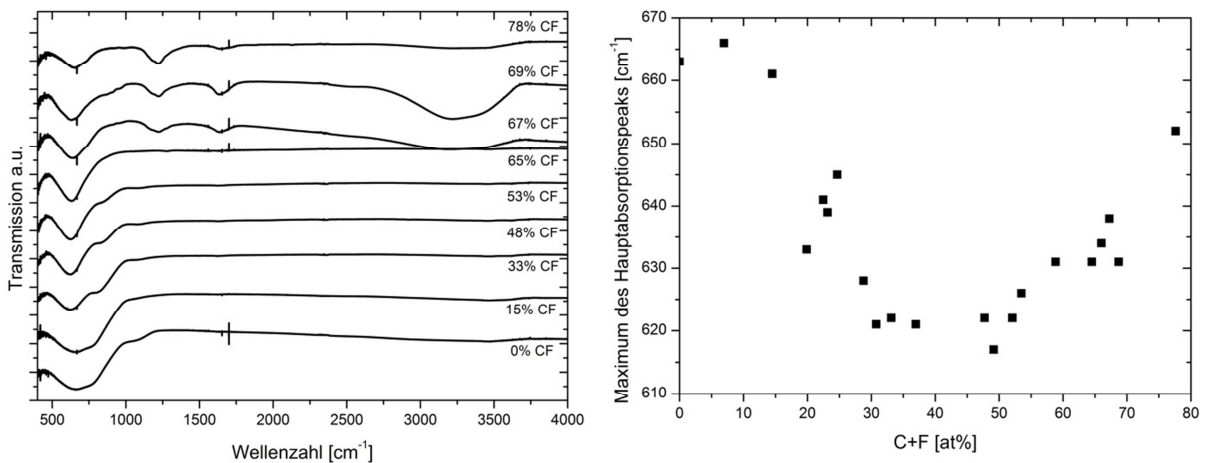 78% CF
69% CF
67% CF
65% CF
53% CF
48% CF
33% CF
15% CF
0% CF
Transmission a.u.
500 1000 1500 2000 2500 3000 3500 4000
Wellenzahl [cm⁻¹]
670
660
650
640
630
620
610
Maximum des Hauptabsorptionspeaks [cm⁻¹]
0 10 20 30 40 50 60 70 80
C+F [at%]